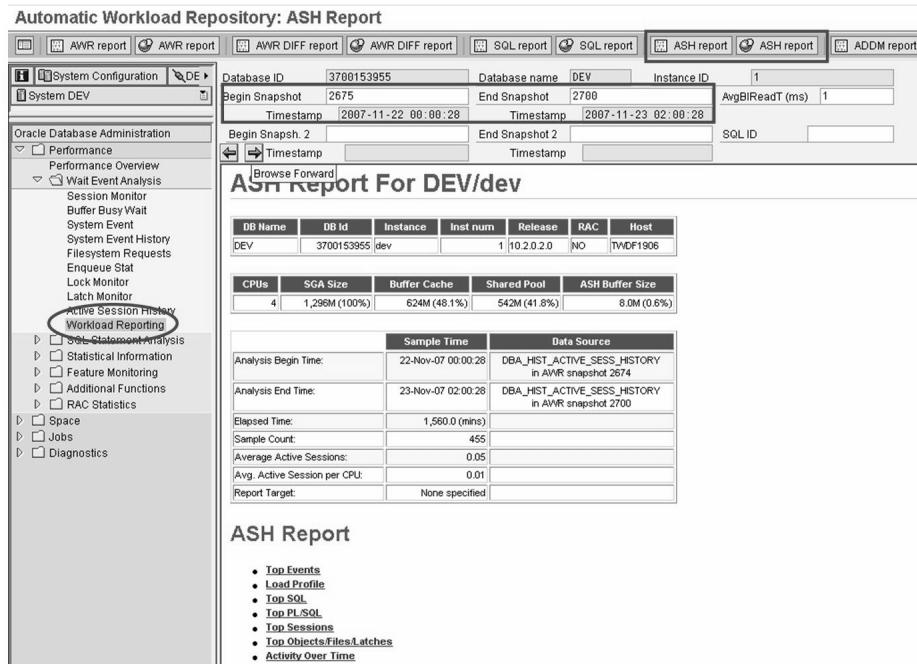 Automatic Workload Repository: ASH Report
AWR report AWR report AWR DIFF report AWR DIFF report SQL report SQL report ASH report ASH report ADDM report
System Configuration DE
System DEV
Database ID 3700153955 Database name DEV Instance ID 1
Begin Snapshot 2675 End Snapshot 2700 AvgBlReadT (ms) 1
Timestamp 2007-11-22 00:00:28 Timestamp 2007-11-23 02:00:28
Begin Snapsh. 2 End Snapshot 2 SQL ID
Timestamp Timestamp
Browse Forward
Oracle Database Administration
Performance
Performance Overview
Wait Event Analysis
Session Monitor
Buffer Busy Wait
System Event
System Event History
Filesystem Requests
Enqueue Stat
Lock Monitor
Latch Monitor
Active Session History
Workload Reporting
SQL Statement Analysis
Statistical Information
Feature Monitoring
Additional Functions
RAC Statistics
Space
Jobs
Diagnostics
ASH Report For DEV/dev
DB Name DB Id Instance Inst num Release RAC Host
DEV 3700153955 dev 1 10.2.0.2.0 NO TWDF1906
CPUs SGA Size Buffer Cache Shared Pool ASH Buffer Size
4 1,296M (100%) 624M (48.1%) 542M (41.8%) 8.0M (0.6%)
Sample Time Data Source
Analysis Begin Time: 22-Nov-07 00:00:28 DBA_HIST_ACTIVE_SESS_HISTORY
in AWR snapshot 2674
Analysis End Time: 23-Nov-07 02:00:28 DBA_HIST_ACTIVE_SESS_HISTORY
in AWR snapshot 2700
Elapsed Time: 1,560.0 (mins)
Sample Count: 455
Average Active Sessions: 0.05
Avg. Active Session per CPU: 0.01
Report Target: None specified
ASH Report
Top Events
Load Profile
Top SQL
Top PL/SQL
Top Sessions
Top Objects/Files/Latches
Activity Over Time